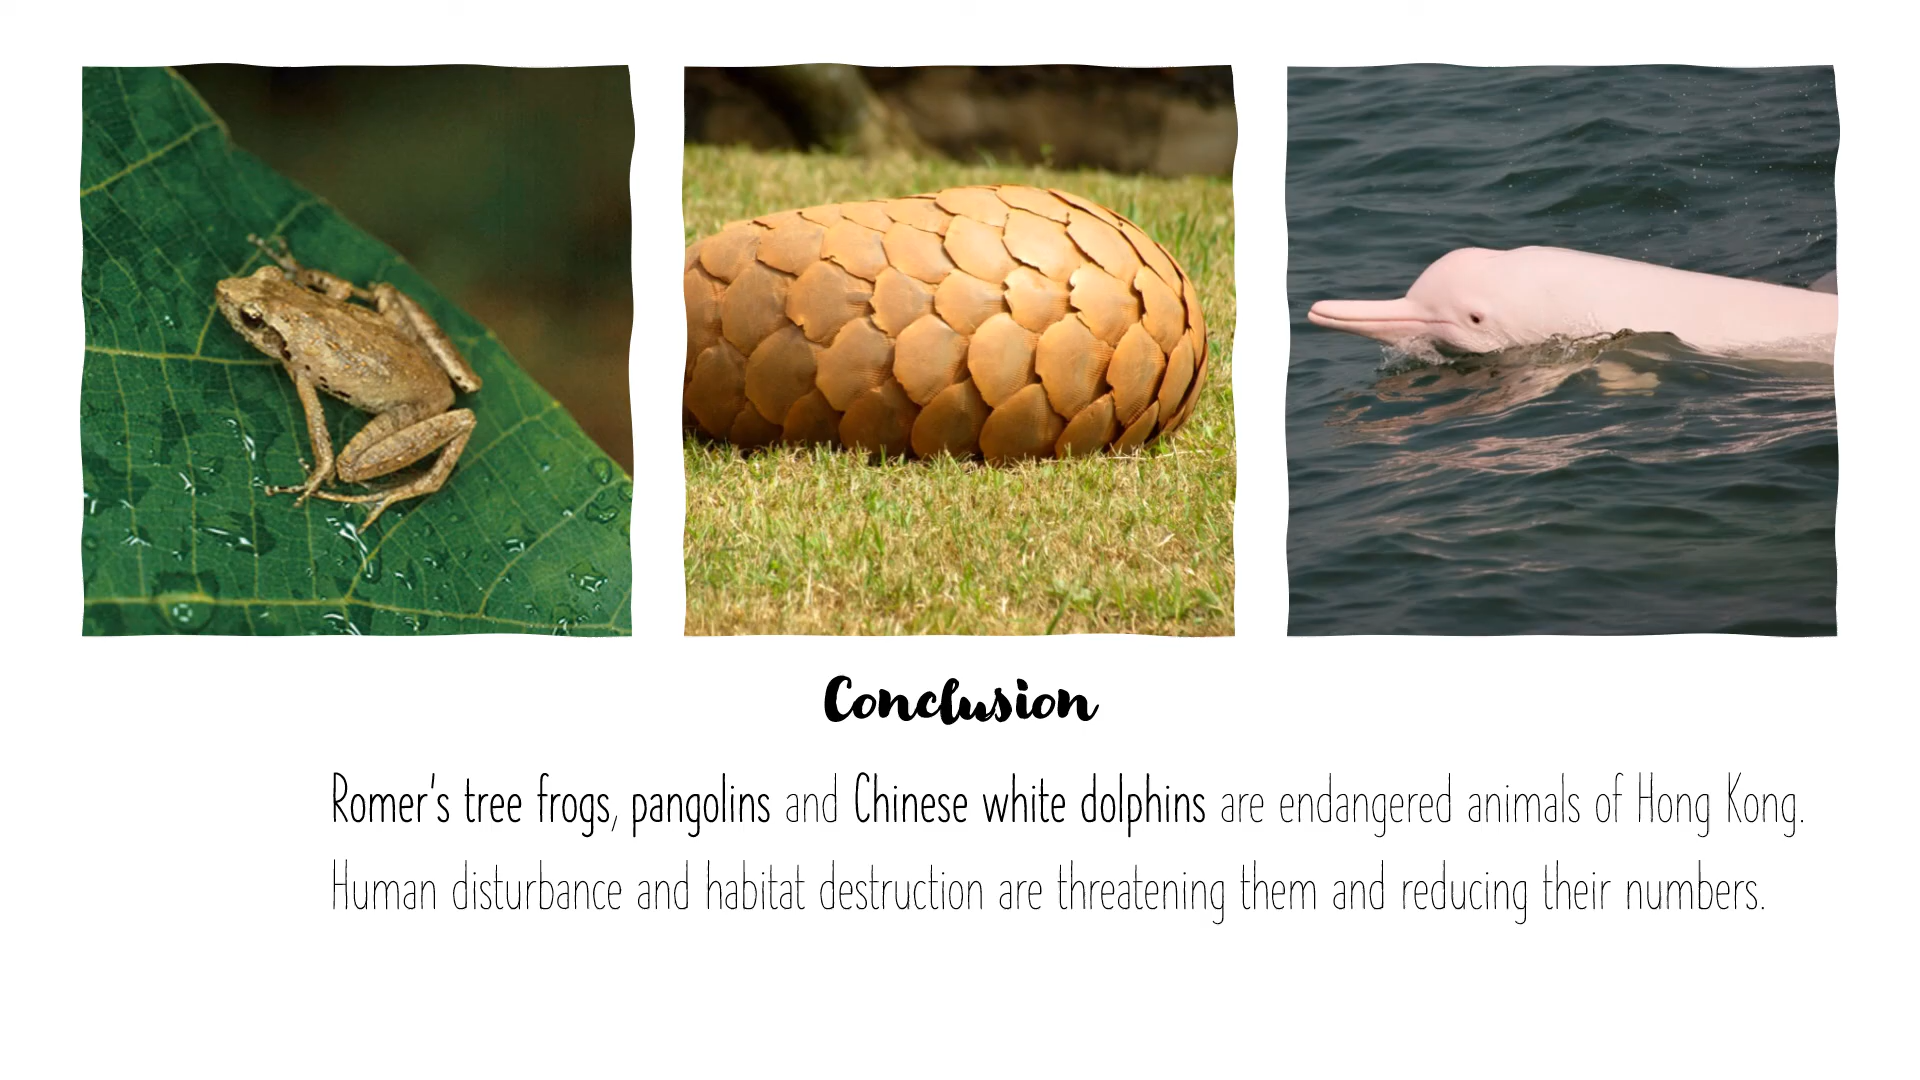 Conclusion
Romer's tree frogs, pangolins and Chinese white dolphins are endangered animals of Hong Kong.
Human disturbance and habitat destruction are threatening them and reducing their numbers.